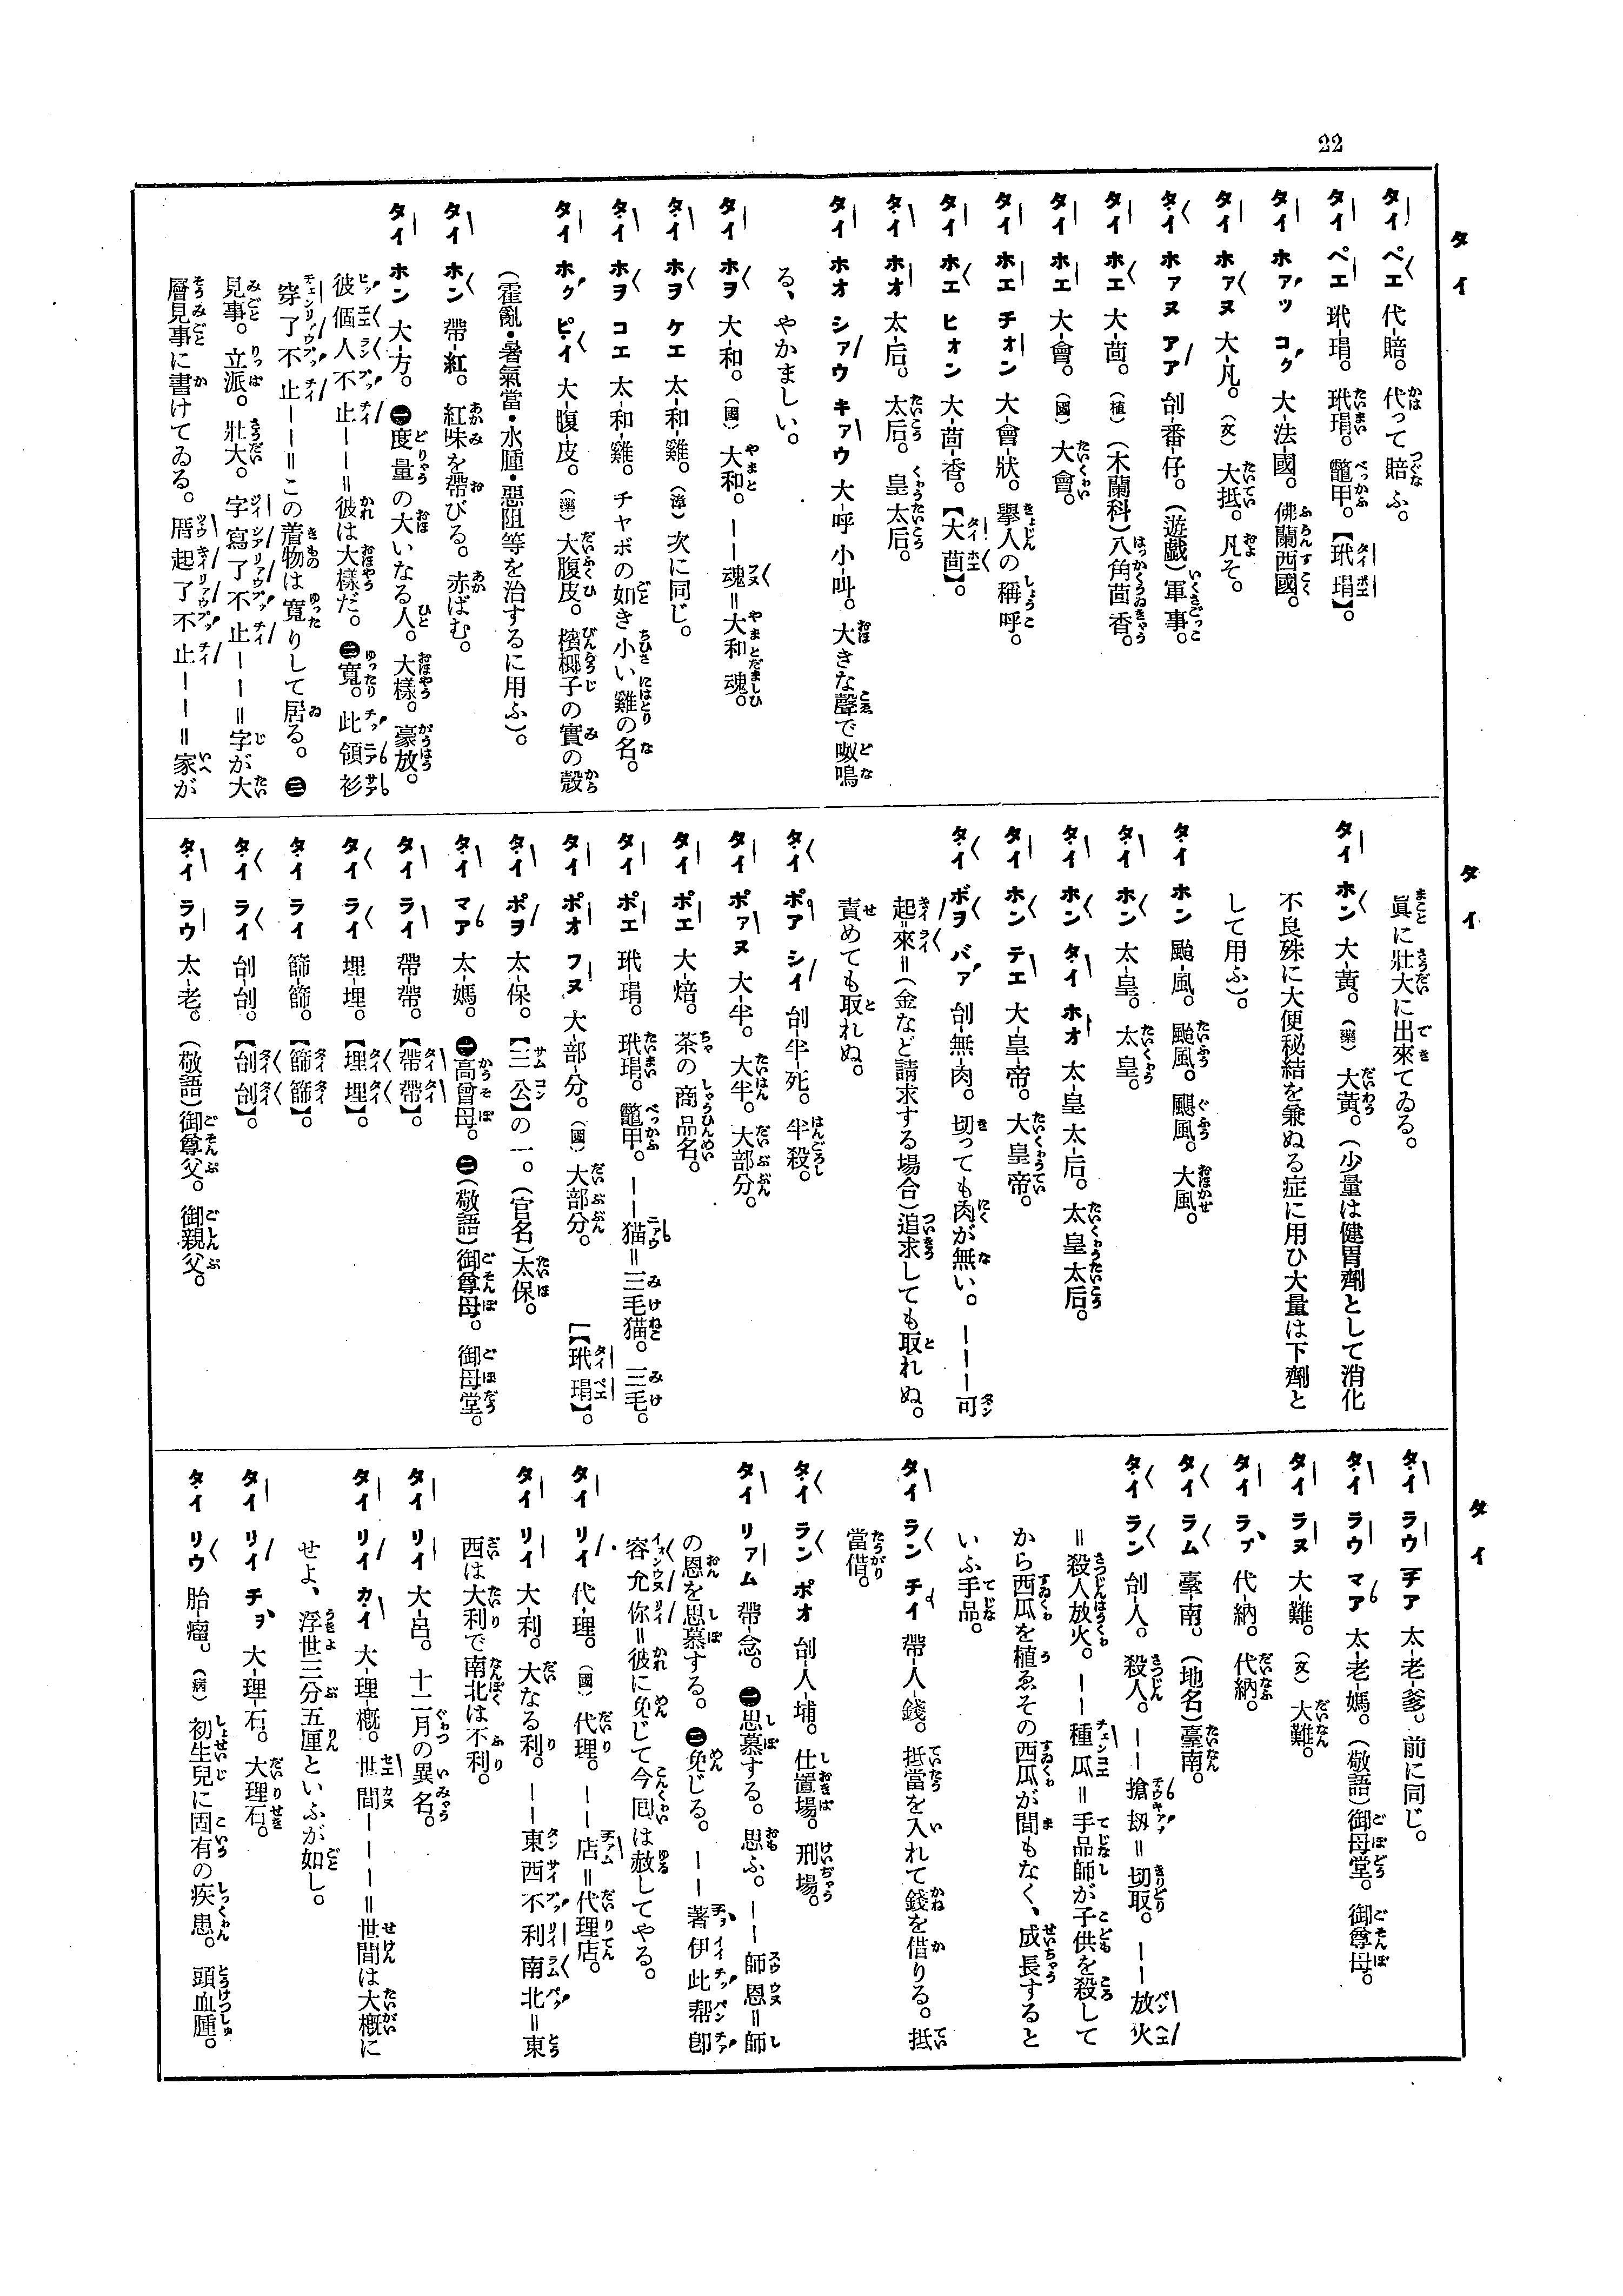 22
タイ
タイ ペエ 代-賠。代って賠ふ。
タイ ペエ 玳-瑁。玳瑁。鼈甲。【玳瑁】。
タイ ホァッ コク 大-法-國。佛蘭西國。
タイ ホァヌ 大-凡。(文)大抵。凡そ。
タイ ホァヌ アア 刣-番-仔。(遊戯)軍事。
タイ ホエ 大-茴。(植)(木蘭科)八角茴香。
タイ ホエ 大-會。(國)大會。
タイ ホエ チオン 大-會-狀。擧人の稱呼。
タイ ホエ ヒォン 大-茴-香。【大茴】。
タイ ホオ 太-后。太后。皇太后。
タイ ホオ シァウ キァウ 大-呼小-叫。大きな聲で呶鳴
る、やかましい。
タイ ホヲ 大-和。(國)大和。——魂=大和魂。
タイ ホヲ ケエ 太-和-雞。(漳)次に同じ。
タイ ホヲ コエ 太-和-雞。チャボの如き小い雞の名。
タイ ホク ピイ 大-腹-皮。(藥)大腹皮。檳榔子の實の殼
(霍亂・暑氣當・水腫・惡阻等を治するに用ふ)。
タイ ホン 帶-紅。紅味を帶びる。赤ばむ。
タイ ホン 大-方。㊀度量の大いなる人。大樣。豪放。
彼個人不止———=彼は大樣だ。㊁寬。此領衫
穿了不止———=この着物は寬りして居る。㊂
見事。立派。壯大。字寫了不止———=字が大
層見事に書けてゐる。厝起了不止———=家が
タイ
眞に壯大に出來てゐる。
タイ ホン 大-黃。(藥)大黃。(少量は健胃劑として消化
不良殊に大便秘結を兼ぬる症に用ひ大量は下劑と
して用ふ)。
タイ ホン 颱-風。颱風。颶風。大風。
タイ ホン 太-皇。太皇。
タイ ホン タイ ホオ 太-皇太-后。太皇太后。
タイ ホン テエ 大-皇-帝。大皇帝。
タイ ボヲ バァ 刣-無-肉。切っても肉が無い。———可
起來=(金など請求する場合)追求しても取れぬ。
責めても取れぬ。
タイ ポア シイ 刣-半-死。半殺。
タイ ポァヌ 大-半。大半。大部分。
タイ ポエ 大-焙。茶の商品名。
タイ ポエ 玳-瑁。玳瑁。鼈甲。——猫=三毛猫。三毛。
「【玳瑁】。
タイ ポオ フヌ 大-部-分。(國)大部分。
タイ ポヲ 太-保。【三公】の一。(官名)太保。
タイ マア 太-媽。㊀高曾母。㊁(敬語)御尊母。御母堂。
タイ ライ 帶-帶。【帶帶】。
タイ ライ 埋-埋。【埋埋】。
タイ ライ 篩-篩。【篩篩】。
タイ ライ 刣-刣。【刣刣】。
タイ ラウ 太-老。(敬語)御尊父。御親父。
タイ
タイ ラウ チア 太-老-爹。前に同じ。
タイ ラウ マア 太-老-媽。(敬語)御母堂。御尊母。
タイ ラヌ 大-難。(文)大難。
タイ ラプ 代-納。代納。
タイ ラム 臺-南。(地名)臺南。
タイ ラン 刣-人。殺人。——搶刼=切取。——放火
=殺人放火。——種瓜=手品師が子供を殺して
から西瓜を植ゑその西瓜が間もなく、成長すると
いふ手品。
タイ ラン チイ 帶-人-錢。抵當を入れて錢を借りる。抵
當借。
タイ ラン ポオ 刣-人-埔。仕置場。刑場。
タイ リアム 帶-念。㊀思慕する。思ふ。——師恩=師
の恩を思慕する。㊁免じる。——著伊此帮卽
容允你=彼に免じて今囘は赦してやる。
タイ リイ 代-理。(國)代理。——店=代理店。
タイ リイ 大-利。大なる利。——東西不利南北=東
西は大利で南北は不利。
タイ リイ 大-呂。十二月の異名。
タイ リイ カイ 大-理-槪。世間———=世間は大槪に
せよ、浮世三分五厘といふが如し。
タイ リイ チヲ 大-理-石。大理石。
タイ リウ 胎-瘤。(病)初生兒に固有の疾患。頭血腫。